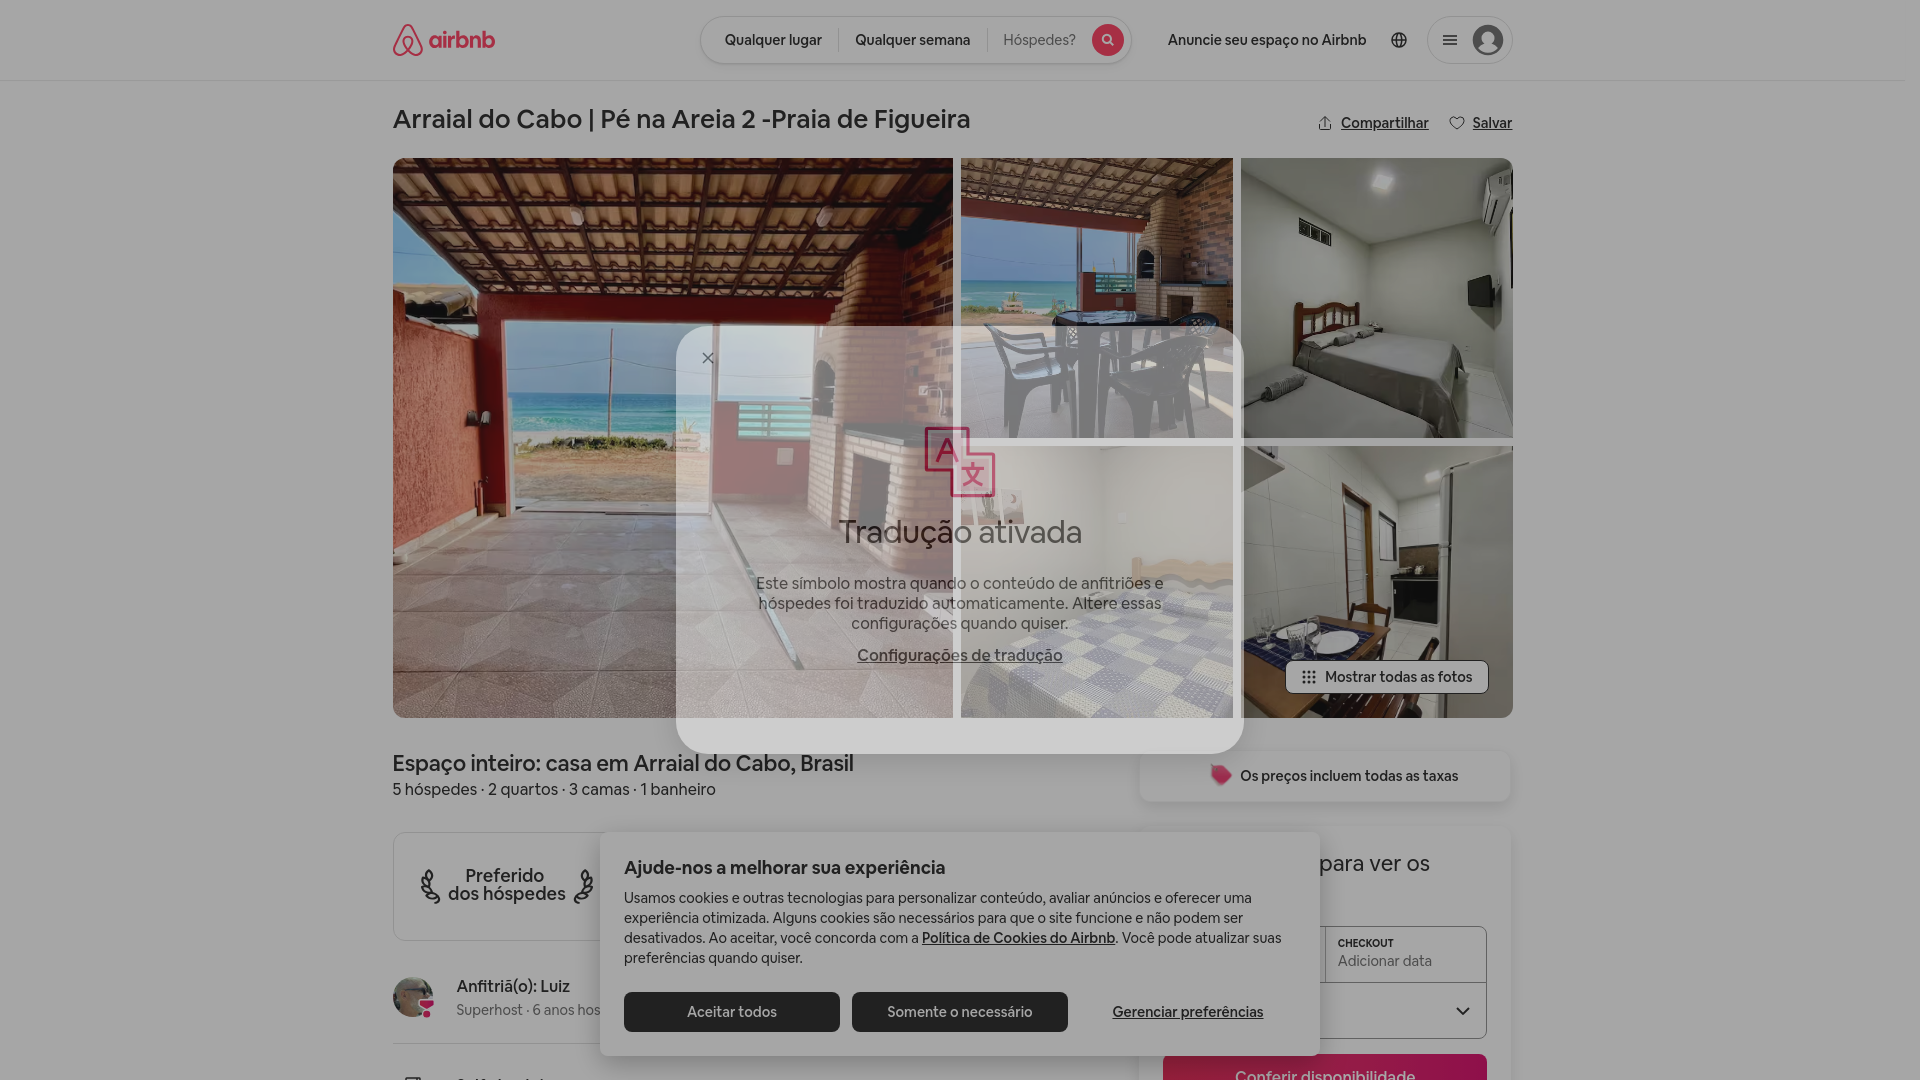 airbnb
Qualquer lugar
Qualquer semana
Hóspedes?
Anuncie seu espaço no Airbnb
Arraial do Cabo | Pé na Areia 2 -Praia de Figueira
Compartilhar
Salvar
A
文
Tradução ativada
Este símbolo mostra quando o conteúdo de anfitriões e
hóspedes foi traduzido automaticamente. Altere essas
configurações quando quiser.
Configurações de tradução
Mostrar todas as fotos
Espaço inteiro: casa em Arraial do Cabo, Brasil
5 hóspedes · 2 quartos · 3 camas · 1 banheiro
Os preços incluem todas as taxas
Preferido
dos hóspedes
Ajude-nos a melhorar sua experiência
Usamos cookies e outras tecnologias para personalizar conteúdo, avaliar anúncios e oferecer uma
experiência otimizada. Alguns cookies são necessários para que o site funcione e não podem ser
desativados. Ao aceitar, você concorda com a Política de Cookies do Airbnb. Você pode atualizar suas
preferências quando quiser.
Aceitar todos
Somente o necessário
Gerenciar preferências
para ver os
CHECKOUT
Adicionar data
Anfitriã(o): Luiz
Superhost · 6 anos hos
Conferir disponibilidade